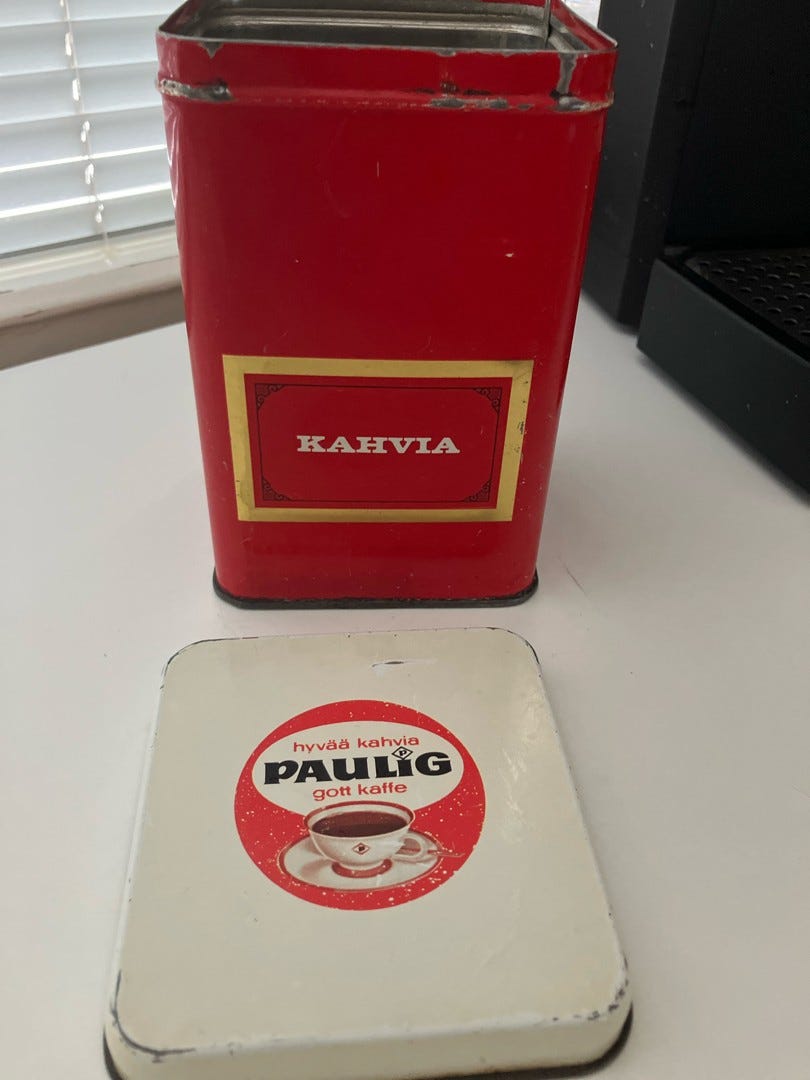 KAHVIA
hyvää kahvia
P
PAULIG
gott kaffe
P